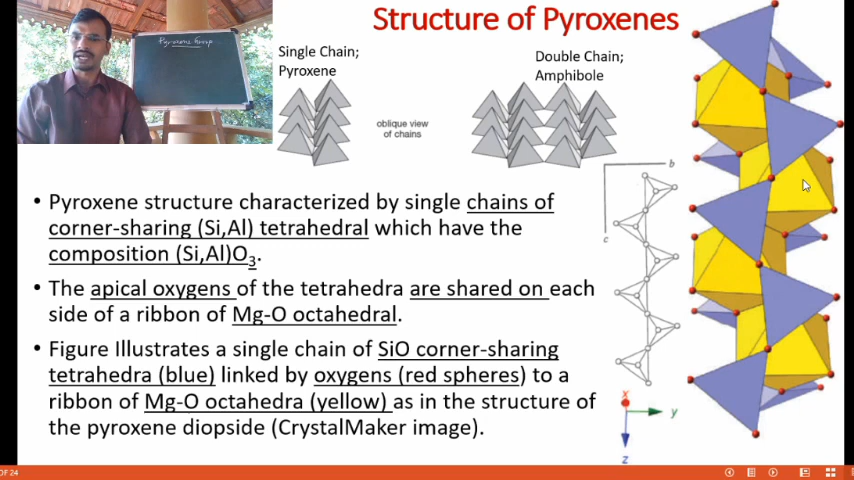 Structure of Pyroxenes
Pyroxene Group
Single Chain;
Pyroxene
Double Chain;
Amphibole
oblique view
of chains
b
c
• Pyroxene structure characterized by single chains of
corner-sharing (Si,Al) tetrahedral which have the
composition (Si,Al)O₃.
• The apical oxygens of the tetrahedra are shared on each
side of a ribbon of Mg-O octahedral.
• Figure Illustrates a single chain of SiO corner-sharing
tetrahedra (blue) linked by oxygens (red spheres) to a
ribbon of Mg-O octahedra (yellow) as in the structure of
the pyroxene diopside (CrystalMaker image).
x
y
z
OF 24